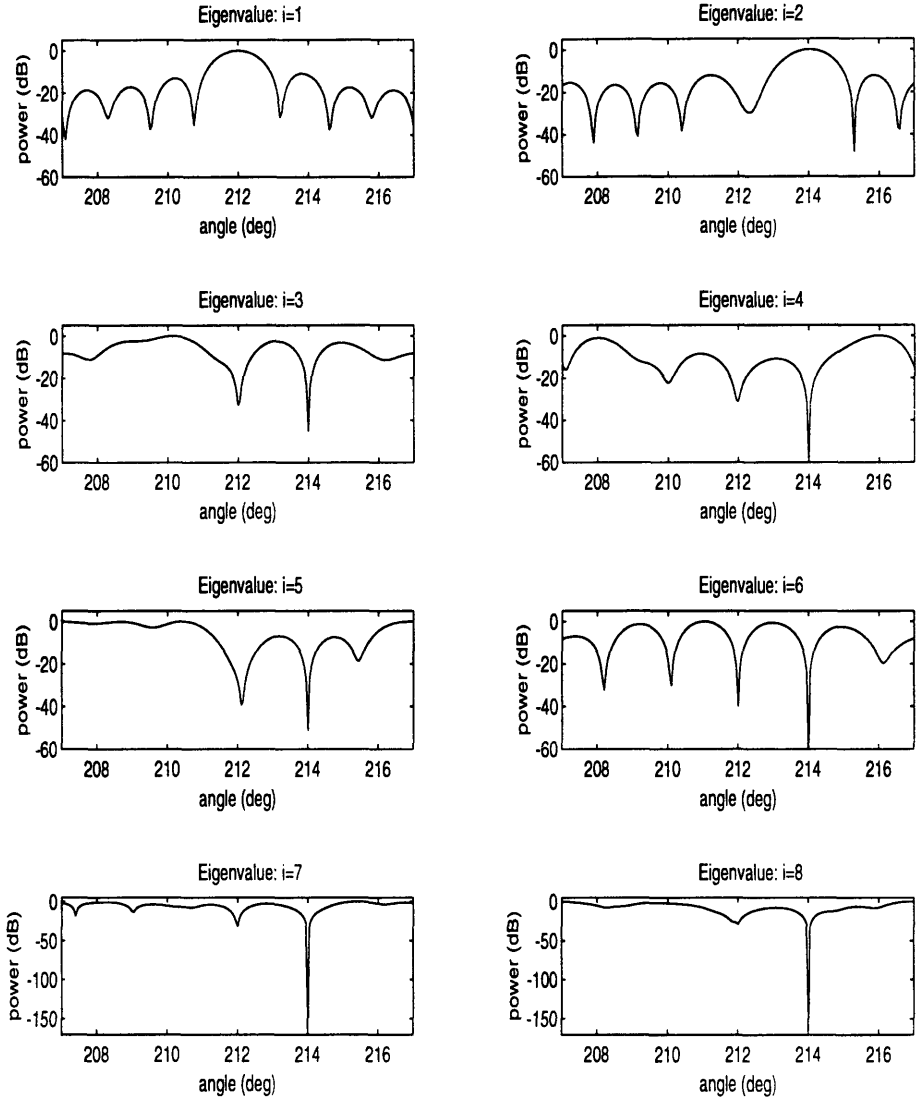 Eigenvalue: i=1
power (dB)
0
-20
-40
-60
208 210 212 214 216
angle (deg)
Eigenvalue: i=2
power (dB)
0
-20
-40
-60
208 210 212 214 216
angle (deg)
Eigenvalue: i=3
power (dB)
0
-20
-40
-60
208 210 212 214 216
angle (deg)
Eigenvalue: i=4
power (dB)
0
-20
-40
-60
208 210 212 214 216
angle (deg)
Eigenvalue: i=5
power (dB)
0
-20
-40
-60
208 210 212 214 216
angle (deg)
Eigenvalue: i=6
power (dB)
0
-20
-40
-60
208 210 212 214 216
angle (deg)
Eigenvalue: i=7
power (dB)
0
-50
-100
-150
208 210 212 214 216
angle (deg)
Eigenvalue: i=8
power (dB)
0
-50
-100
-150
208 210 212 214 216
angle (deg)